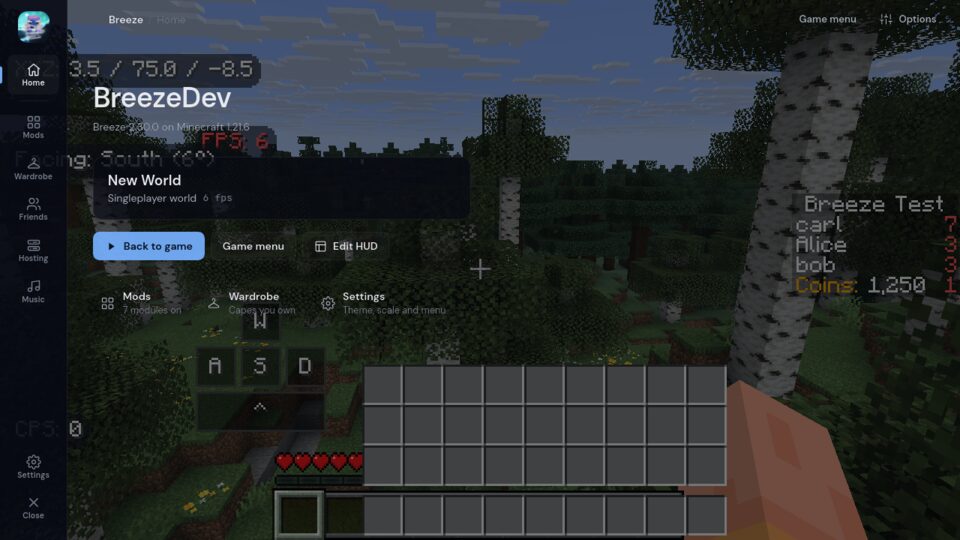 Breeze / Home
Game menu
Options
3.5 / 75.0 / -8.5
Home
BreezeDev
Breeze 2.30.0 on Minecraft 1.21.6
Mods
FPS: 6
Facing: South (6°)
Wardrobe
New World
Singleplayer world 6 fps
Friends
Breeze Test
carl 7
Alice 3
bob 3
Coins: 1,250 1
Back to game
Game menu
Edit HUD
Hosting
Music
Mods
7 modules on
Wardrobe
Capes you own
Settings
Theme, scale and menu
W
A S D
^
CPS: 0
Settings
Close